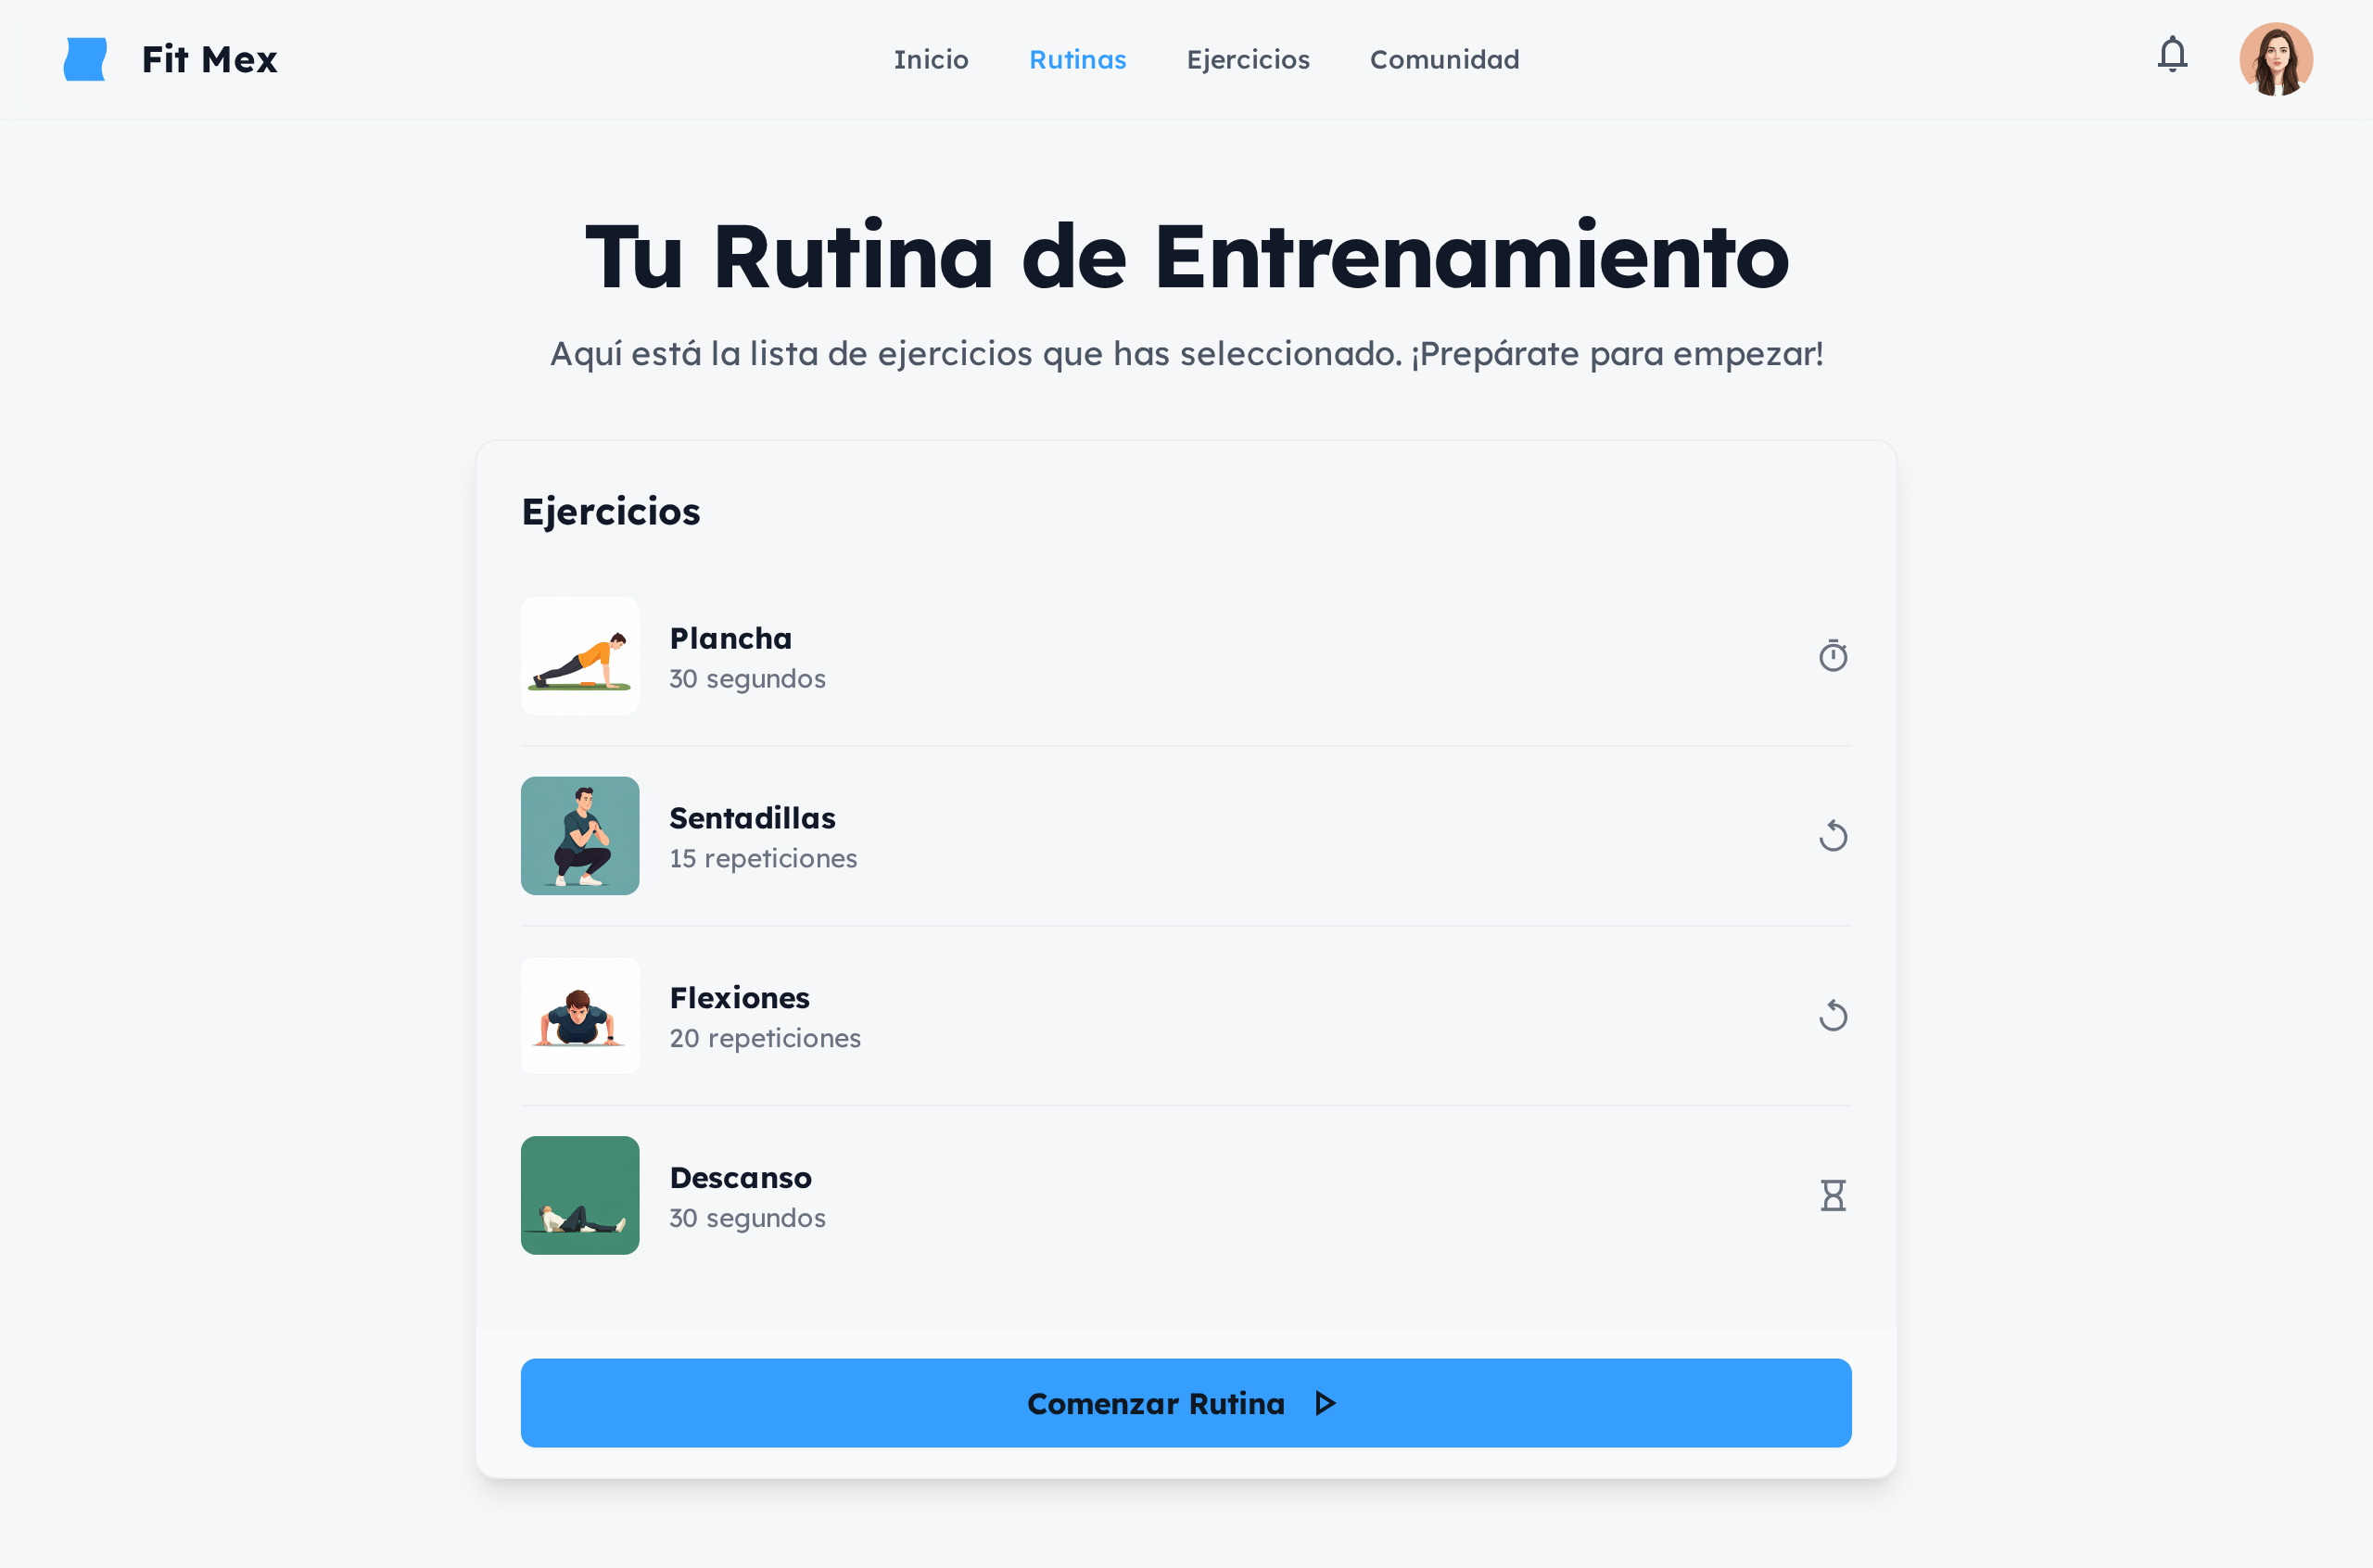 Fit Mex
Inicio
Rutinas
Ejercicios
Comunidad
Tu Rutina de Entrenamiento
Aquí está la lista de ejercicios que has seleccionado. ¡Prepárate para empezar!
Ejercicios
Plancha
30 segundos
Sentadillas
15 repeticiones
Flexiones
20 repeticiones
Descanso
30 segundos
Comenzar Rutina